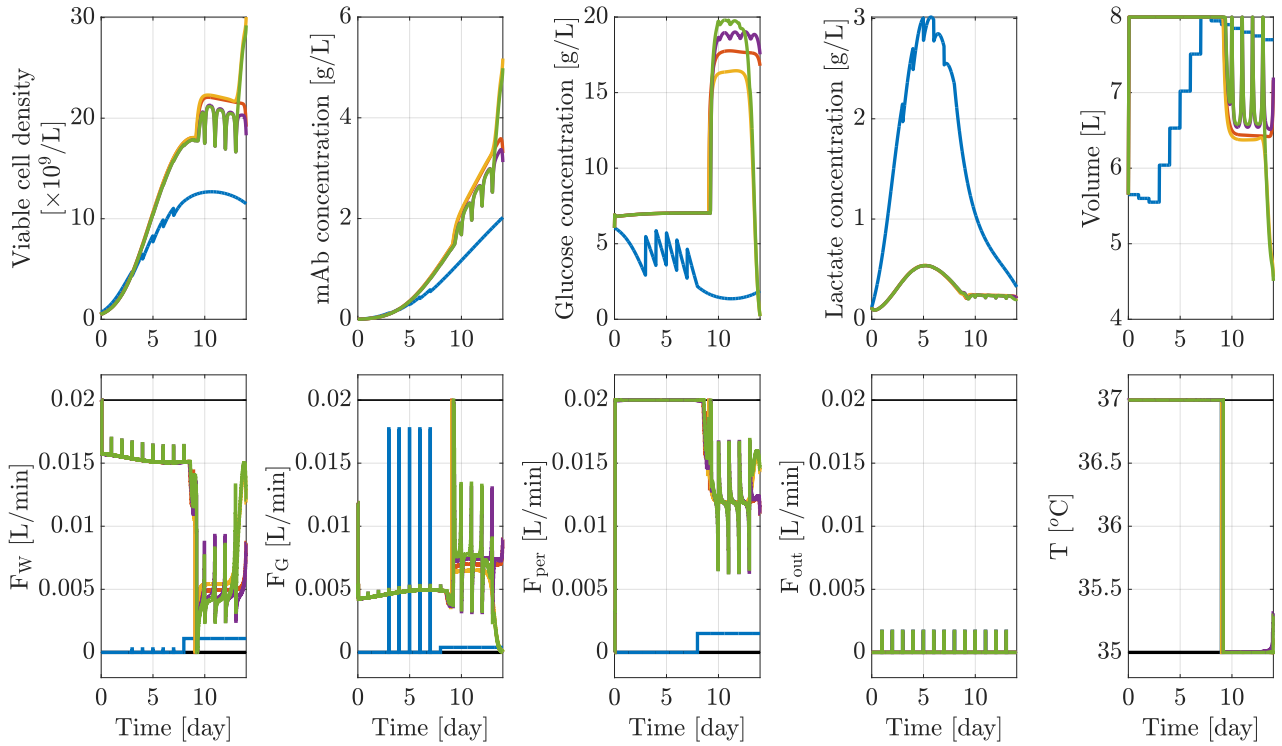 Viable cell density
[×10⁹/L]
30
20
10
0
0 5 10
mAb concentration [g/L]
6
4
2
0
0 5 10
Glucose concentration [g/L]
20
15
10
5
0
0 5 10
Lactate concentration [g/L]
3
2
1
0
0 5 10
Volume [L]
8
7
6
5
4
0 5 10
F_W [L/min]
0.02
0.015
0.01
0.005
0
0 5 10
Time [day]
F_G [L/min]
0.02
0.015
0.01
0.005
0
0 5 10
Time [day]
F_per [L/min]
0.02
0.015
0.01
0.005
0
0 5 10
Time [day]
F_out [L/min]
0.02
0.015
0.01
0.005
0
0 5 10
Time [day]
T [°C]
37
36.5
36
35.5
35
0 5 10
Time [day]